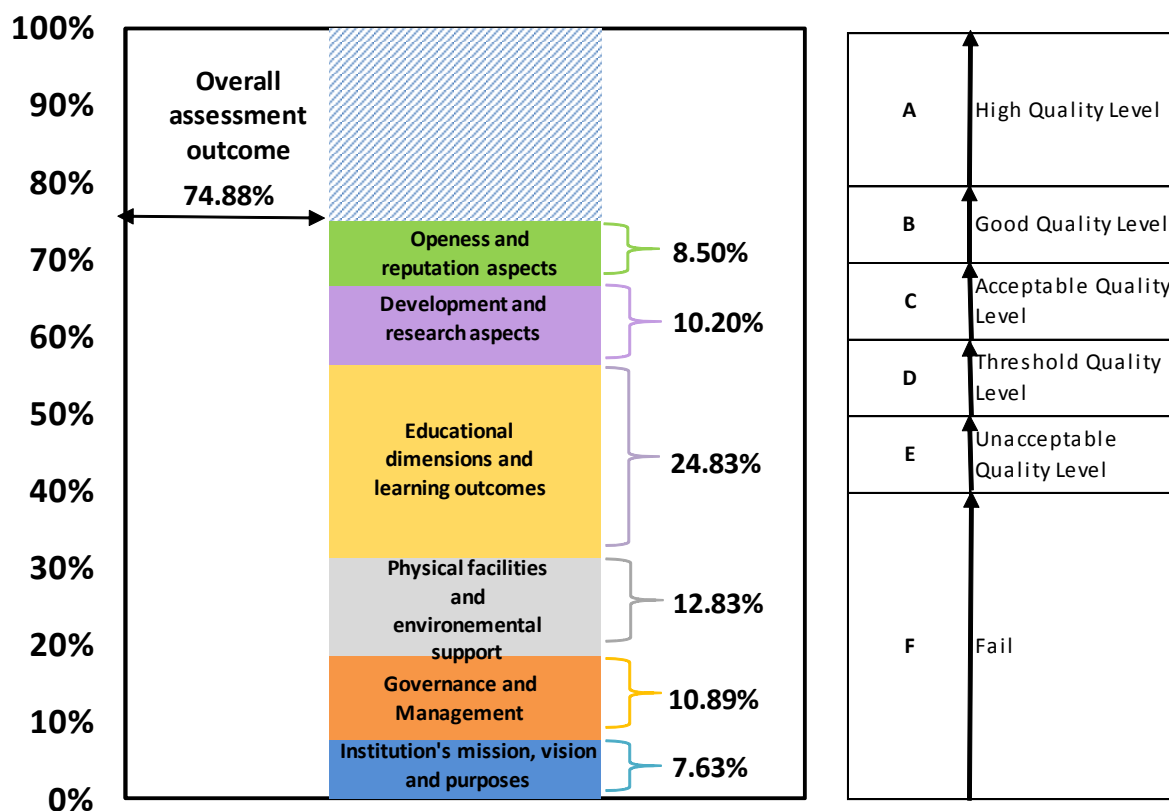 100%
90%
80%
70%
60%
50%
40%
30%
20%
10%
0%
Overall
assessment
outcome
74.88%
Openess and
reputation aspects
8.50%
Development and
research aspects
10.20%
Educational
dimensions and
learning outcomes
24.83%
Physical facilities
and
environemental
support
12.83%
Governance and
Management
10.89%
Institution's mission, vision
and purposes
7.63%
A
High Quality Level
B
Good Quality Level
C
Acceptable Quality
Level
D
Threshold Quality
Level
E
Unacceptable
Quality Level
F
Fail